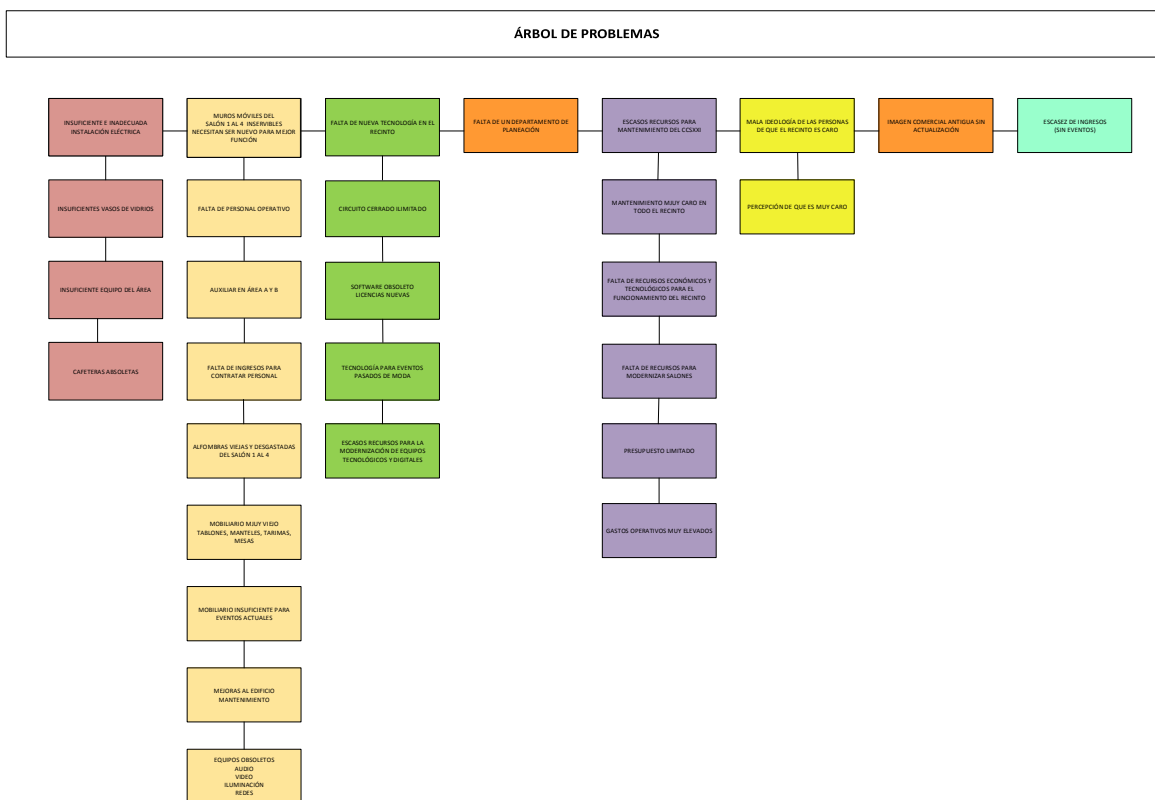 ÁRBOL DE PROBLEMAS
INSUFICIENTE E INADECUADA
INSTALACIÓN ELÉCTRICA
INSUFICIENTES VASOS DE VIDRIOS
INSUFICIENTE EQUIPO DEL ÁREA
CAFETERAS ABSOLETAS
MUROS MÓVILES DEL
SALÓN 1 AL 4 INSERVIBLES
NECESITAN SER NUEVO PARA MEJOR
FUNCIÓN
FALTA DE PERSONAL OPERATIVO
AUXILIAR EN ÁREA A Y B
FALTA DE INGRESOS PARA
CONTRATAR PERSONAL
ALFOMBRAS VIEJAS Y DESGASTADAS
DEL SALÓN 1 AL 4
MOBILIARIO MJUY VIEJO
TABLONES, MANTELES, TARIMAS,
MESAS
MOBILIARIO INSUFICIENTE PARA
EVENTOS ACTUALES
MEJORAS AL EDIFICIO
MANTENIMIENTO
EQUIPOS OBSOLETOS
AUDIO
VIDEO
ILUMINACIÓN
REDES
FALTA DE NUEVA TECNOLOGÍA EN EL
RECINTO
CIRCUITO CERRADO ILIMITADO
SOFTWARE OBSOLETO
LICENCIAS NUEVAS
TECNOLOGÍA PARA EVENTOS
PASADOS DE MODA
ESCASOS RECURSOS PARA LA
MODERNIZACIÓN DE EQUIPOS
TECNOLÓGICOS Y DIGITALES
FALTA DE UN DEPARTAMENTO DE
PLANEACIÓN
ESCASOS RECURSOS PARA
MANTENIMIENTO DEL CCSXXI
MANTENIMIENTO MJUY CARO EN
TODO EL RECINTO
FALTA DE RECURSOS ECONÓMICOS Y
TECNOLÓGICOS PARA EL
FUNCIONAMIENTO DEL RECINTO
FALTA DE RECURSOS PARA
MODERNIZAR SALONES
PRESUPUESTO LIMITADO
GASTOS OPERATIVOS MUY ELEVADOS
MALA IDEOLOGÍA DE LAS PERSONAS
DE QUE EL RECINTO ES CARO
PERCEPCIÓN DE QUE ES MUY CARO
IMAGEN COMERCIAL ANTIGUA SIN
ACTUALIZACIÓN
ESCASEZ DE INGRESOS
(SIN EVENTOS)